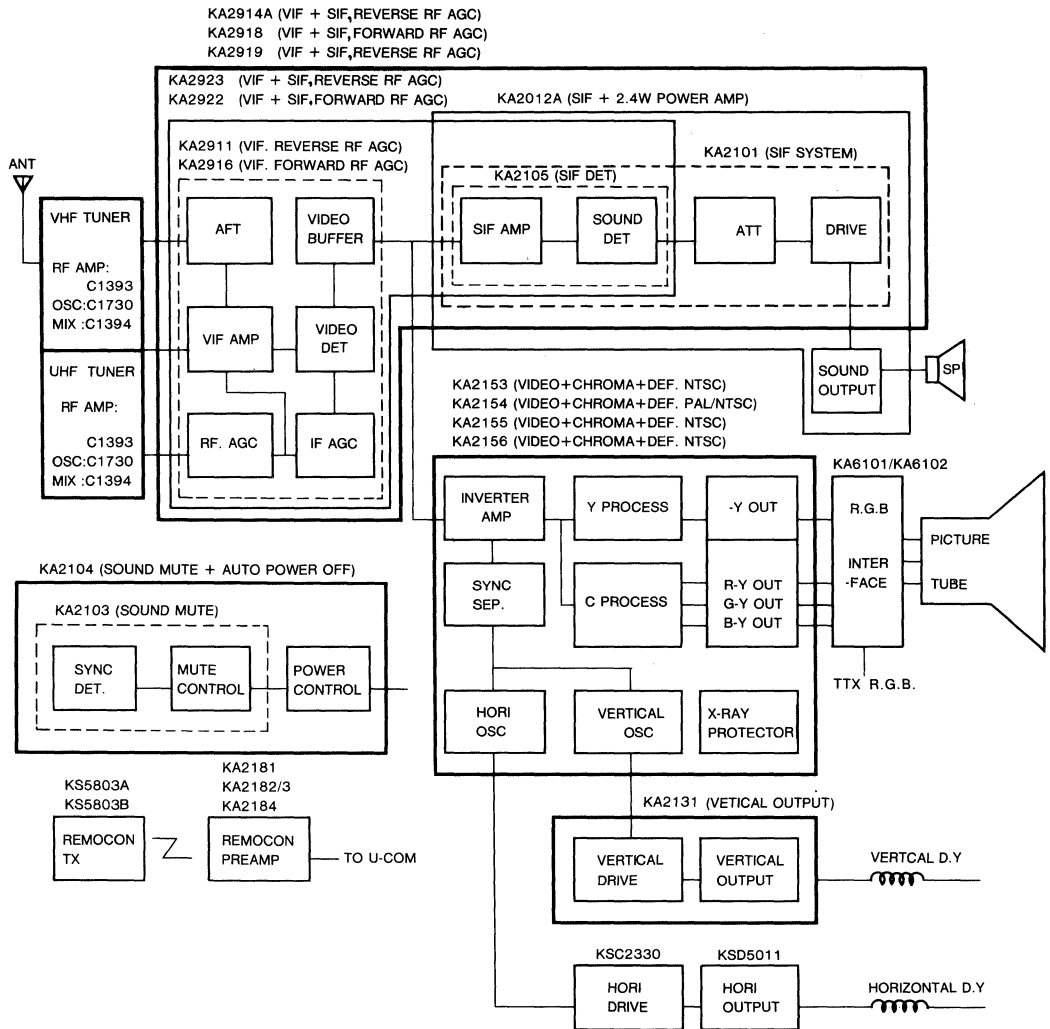 KA2914A (VIF + SIF,REVERSE RF AGC)
KA2918 (VIF + SIF,FORWARD RF AGC)
KA2919 (VIF + SIF,REVERSE RF AGC)
KA2923 (VIF + SIF,REVERSE RF AGC)
KA2922 (VIF + SIF.FORWARD RF AGC)
KA2012A (SIF + 2.4W POWER AMP)
KA2911 (VIF. REVERSE RF AGC)
KA2916 (VIF. FORWARD RF AGC)
KA2101 (SIF SYSTEM)
KA2105 (SIF DET)
ANT
VHF TUNER
RF AMP:
C1393
OSC:C1730
MIX :C1394
UHF TUNER
RF AMP:
C1393
OSC:C1730
MIX :C1394
AFT
VIDEO
BUFFER
VIF AMP
VIDEO
DET
RF. AGC
IF AGC
SIF AMP
SOUND
DET
ATT
DRIVE
SOUND
OUTPUT
SP
KA2153 (VIDEO+CHROMA+DEF. NTSC)
KA2154 (VIDEO+CHROMA+DEF. PAL/NTSC)
KA2155 (VIDEO+CHROMA+DEF. NTSC)
KA2156 (VIDEO+CHROMA+DEF. NTSC)
KA6101/KA6102
INVERTER
AMP
Y PROCESS
-Y OUT
R.G.B
INTER
-FACE
PICTURE
TUBE
SYNC
SEP.
C PROCESS
R-Y OUT
G-Y OUT
B-Y OUT
TTX R.G.B.
HORI
OSC
VERTICAL
OSC
X-RAY
PROTECTOR
KA2104 (SOUND MUTE + AUTO POWER OFF)
KA2103 (SOUND MUTE)
SYNC
DET.
MUTE
CONTROL
POWER
CONTROL
KS5803A
KS5803B
REMOCON
TX
KA2181
KA2182/3
KA2184
REMOCON
PREAMP
TO U-COM
KA2131 (VETICAL OUTPUT)
VERTICAL
DRIVE
VERTICAL
OUTPUT
VERTCAL D.Y
KSC2330
HORI
DRIVE
KSD5011
HORI
OUTPUT
HORIZONTAL D.Y